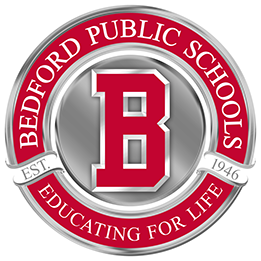 BEDFORD PUBLIC SCHOOLS
B
EST. 1946
EDUCATING FOR LIFE